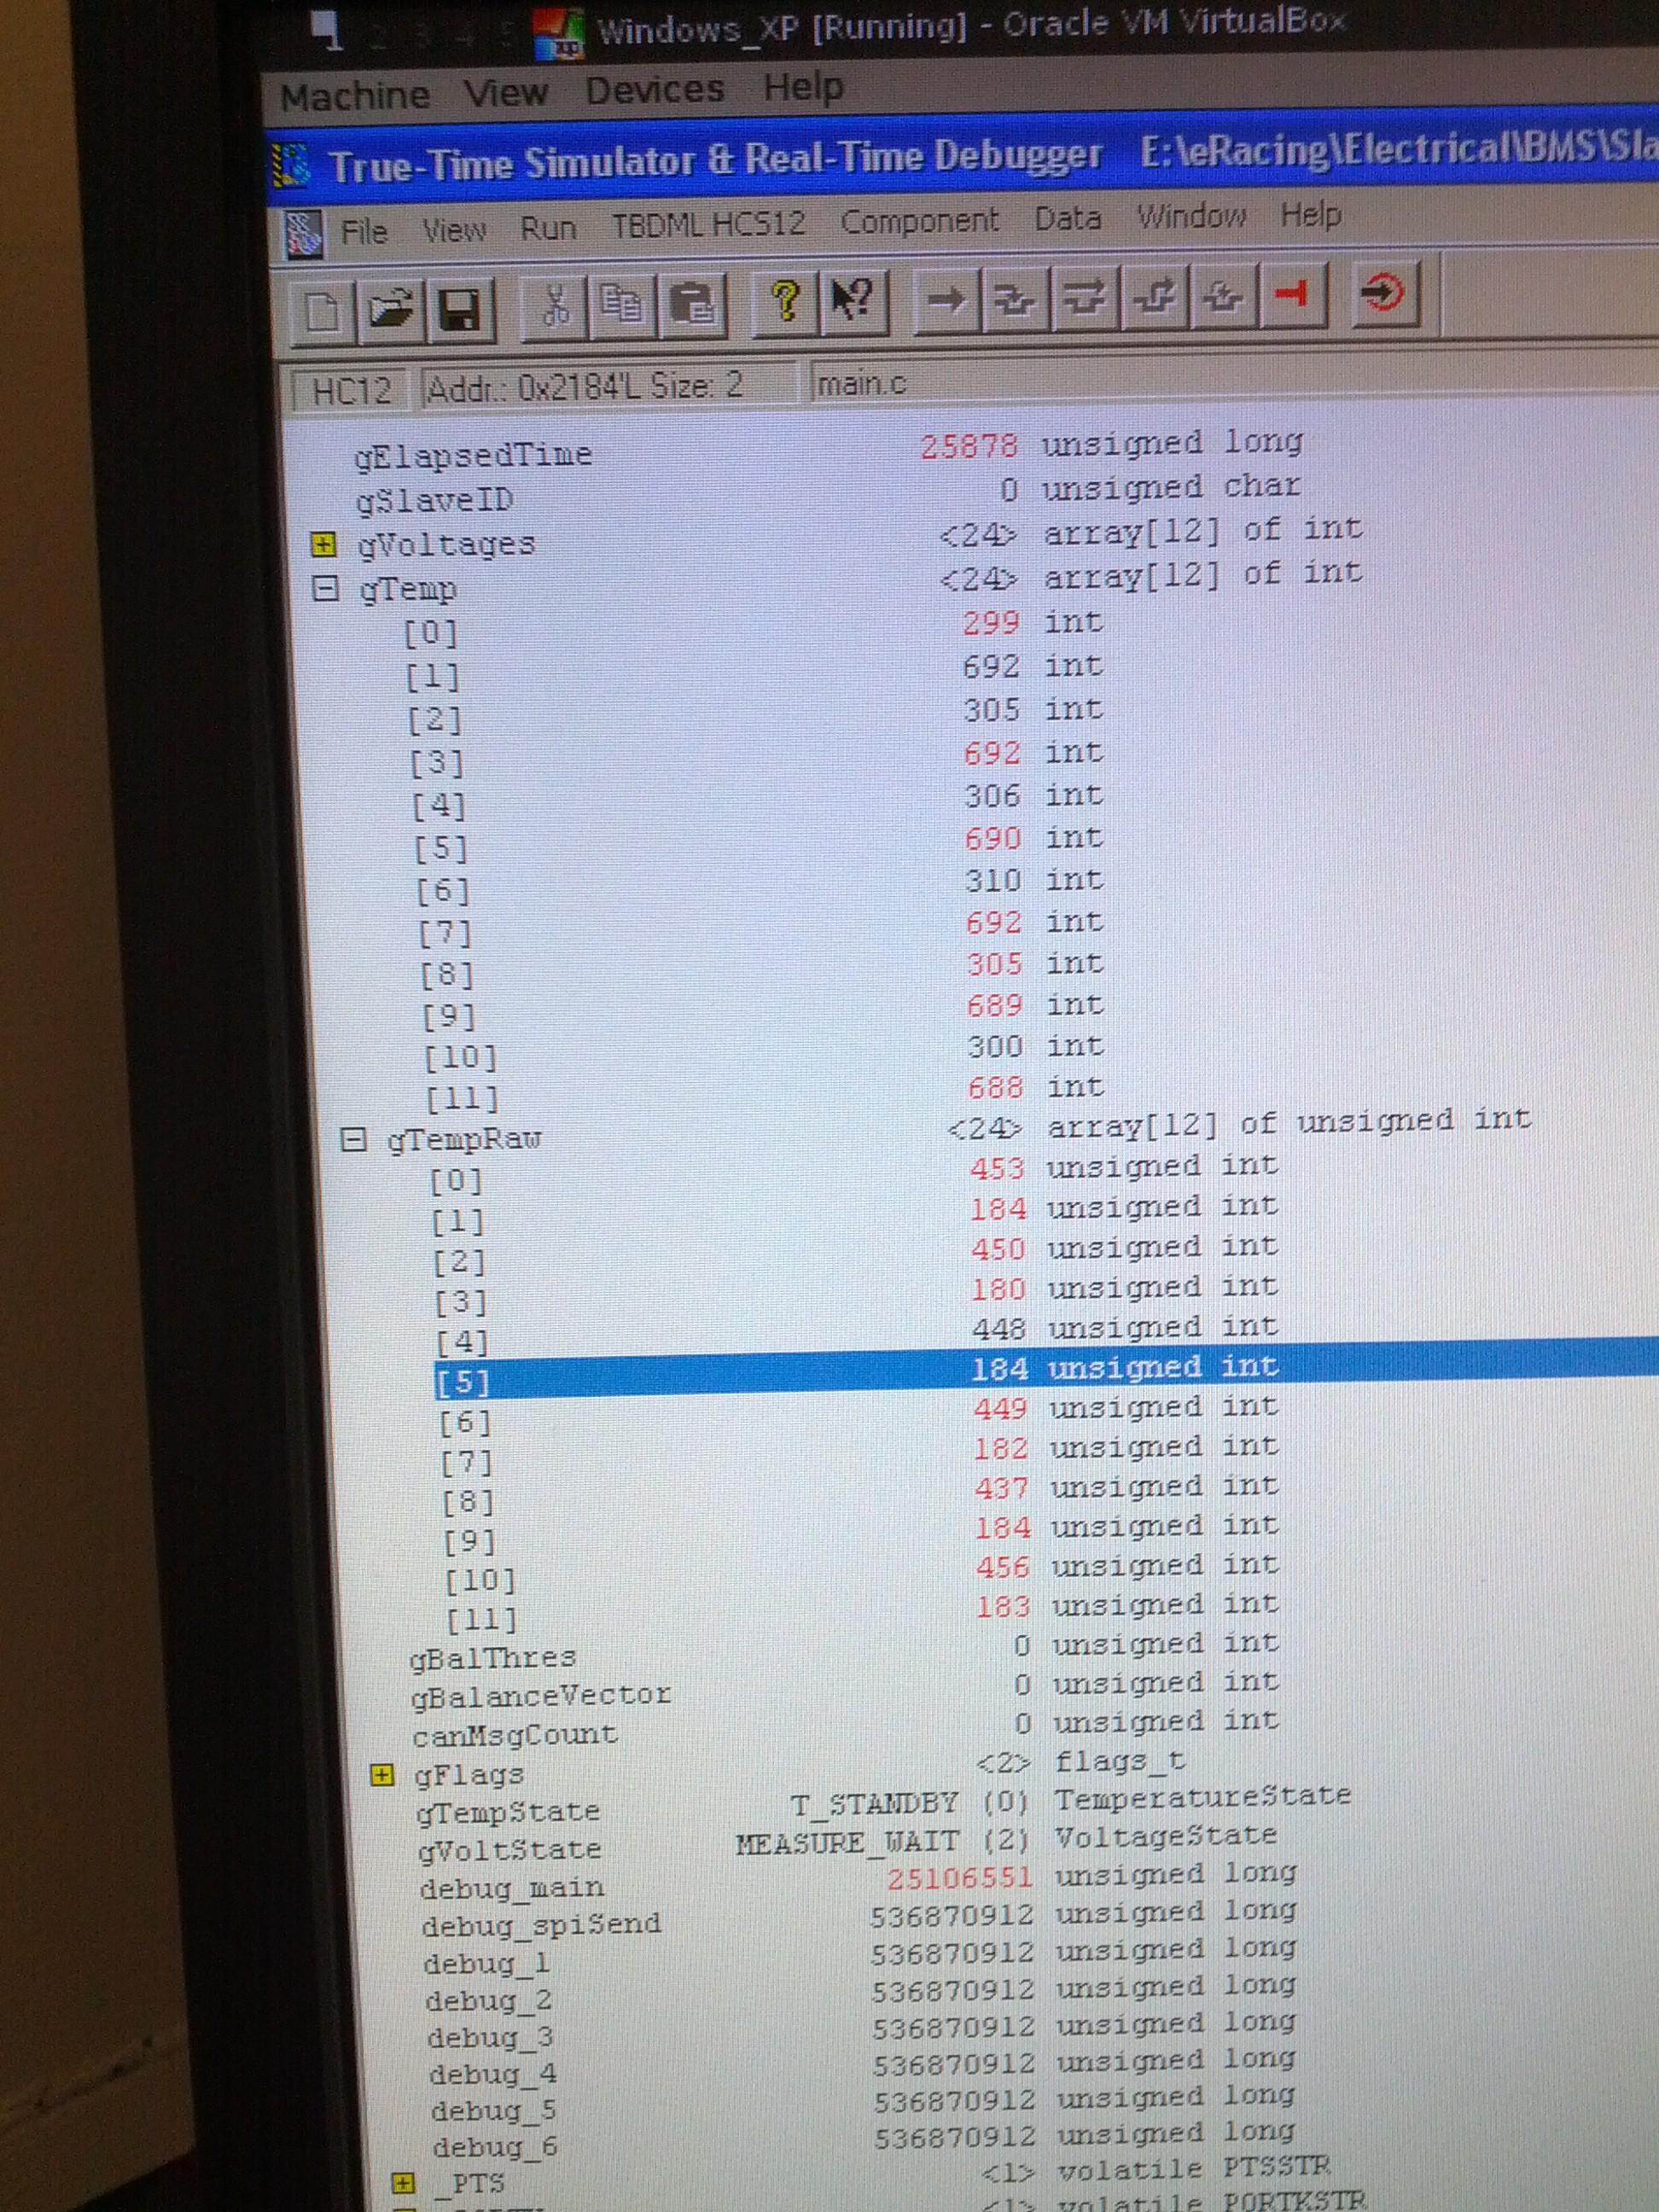 1 2 3 4 5 Windows_XP [Running] - Oracle VM VirtualBox
Machine View Devices Help
True-Time Simulator & Real-Time Debugger E:\eRacing\Electrical\BMS\Sla
File View Run TBDML HCS12 Component Data Window Help
HC12 Addr.: 0x2184'L Size: 2 main.c
gElapsedTime 25878 unsigned long
gSlaveID 0 unsigned char
gVoltages <24> array[12] of int
gTemp <24> array[12] of int
[0] 299 int
[1] 692 int
[2] 305 int
[3] 692 int
[4] 306 int
[5] 690 int
[6] 310 int
[7] 692 int
[8] 305 int
[9] 689 int
[10] 300 int
[11] 688 int
gTempRaw <24> array[12] of unsigned int
[0] 453 unsigned int
[1] 184 unsigned int
[2] 450 unsigned int
[3] 180 unsigned int
[4] 448 unsigned int
[5] 184 unsigned int
[6] 449 unsigned int
[7] 182 unsigned int
[8] 437 unsigned int
[9] 184 unsigned int
[10] 456 unsigned int
[11] 183 unsigned int
gBalThres 0 unsigned int
gBalanceVector 0 unsigned int
canMsgCount 0 unsigned int
gFlags <2> flags_t
gTempState T_STANDBY (0) TemperatureState
gVoltState MEASURE_WAIT (2) VoltageState
debug_main 25106551 unsigned long
debug_spiSend 536870912 unsigned long
debug_1 536870912 unsigned long
debug_2 536870912 unsigned long
debug_3 536870912 unsigned long
debug_4 536870912 unsigned long
debug_5 536870912 unsigned long
debug_6 536870912 unsigned long
_PTS <1> volatile PTSSTR
<1> volatile PORTKSTR